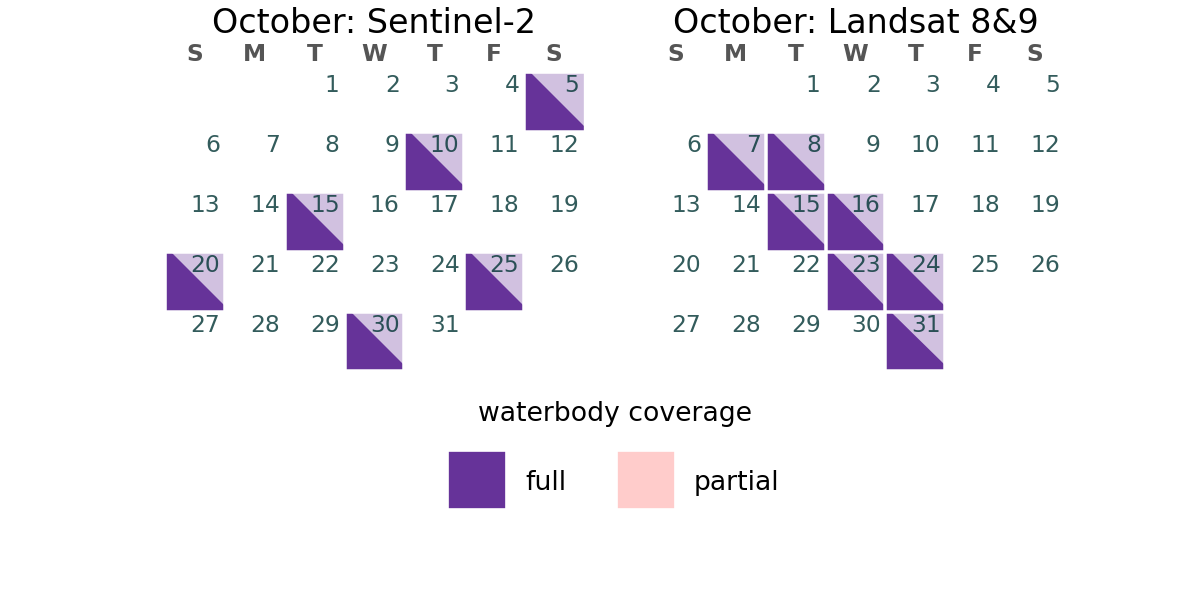 October: Sentinel-2
S M T W T F S
1 2 3 4 5
6 7 8 9 10 11 12
13 14 15 16 17 18 19
20 21 22 23 24 25 26
27 28 29 30 31
October: Landsat 8&9
S M T W T F S
1 2 3 4 5
6 7 8 9 10 11 12
13 14 15 16 17 18 19
20 21 22 23 24 25 26
27 28 29 30 31
waterbody coverage
full
partial